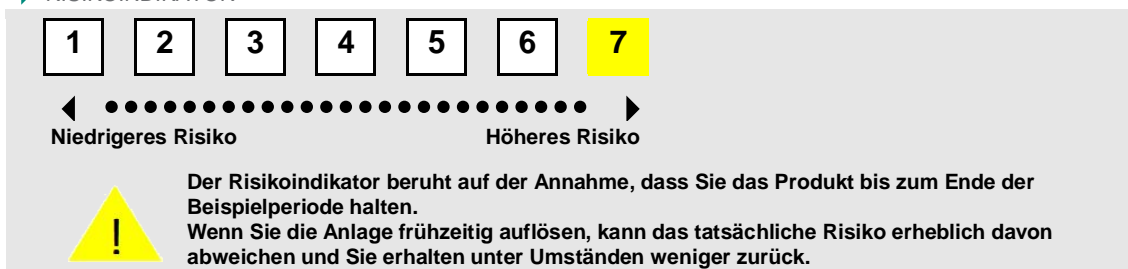 RISIKOINDIKATOR
1 2 3 4 5 6 7
Niedrigeres Risiko Höheres Risiko
Der Risikoindikator beruht auf der Annahme, dass Sie das Produkt bis zum Ende der
Beispielperiode halten.
! Wenn Sie die Anlage frühzeitig auflösen, kann das tatsächliche Risiko erheblich davon
abweichen und Sie erhalten unter Umständen weniger zurück.